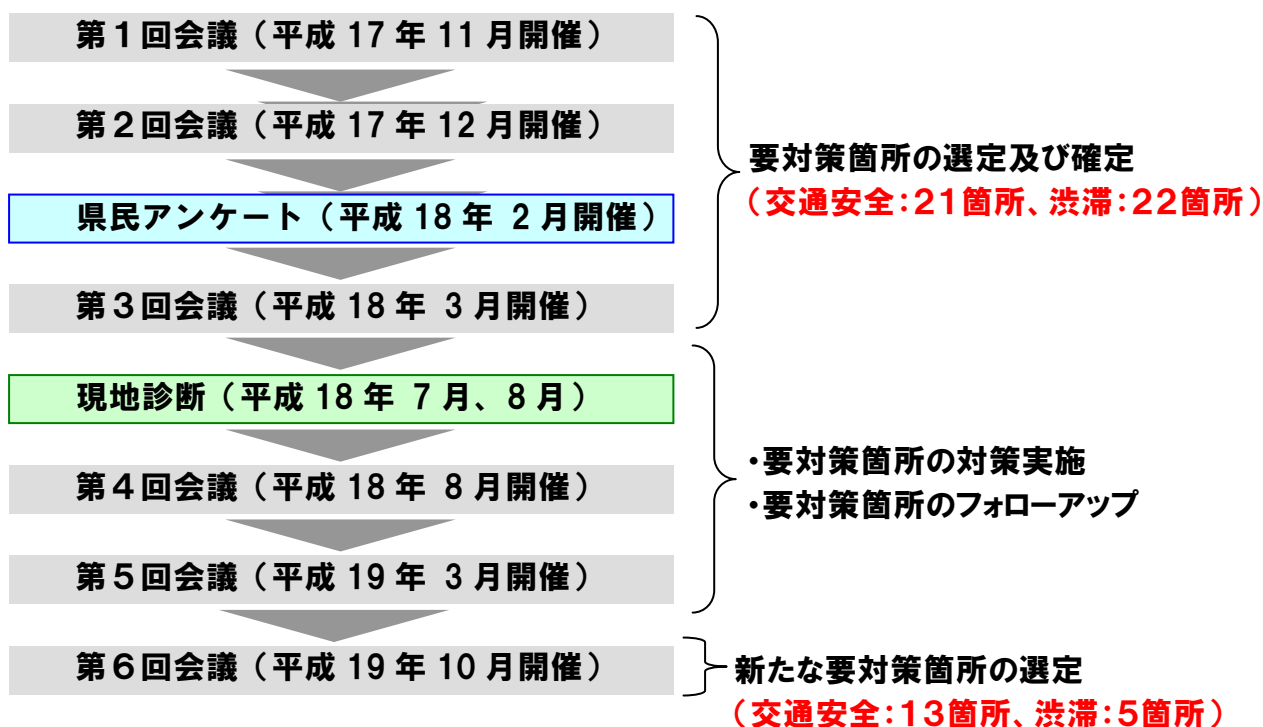 第1回会議（平成 17 年 11 月開催）
第2回会議（平成 17 年 12 月開催）
県民アンケート（平成 18 年 2 月開催）
第3回会議（平成 18 年 3 月開催）
要対策箇所の選定及び確定
（交通安全：21箇所、渋滞：22箇所）
現地診断（平成 18 年 7 月、8 月）
第4回会議（平成 18 年 8 月開催）
第5回会議（平成 19 年 3 月開催）
・要対策箇所の対策実施
・要対策箇所のフォローアップ
第6回会議（平成 19 年 10 月開催）
新たな要対策箇所の選定
（交通安全：13箇所、渋滞：5箇所）